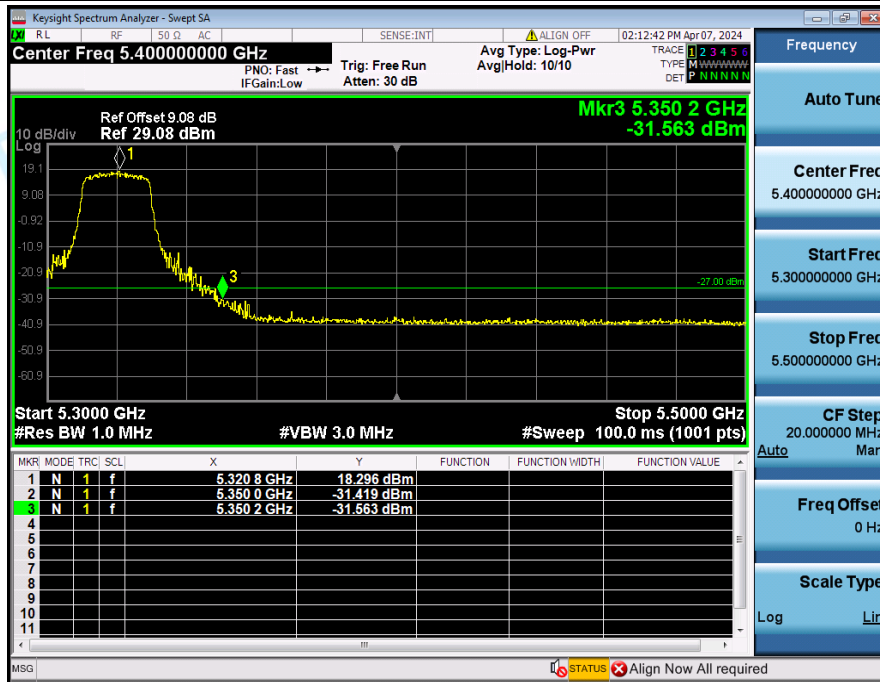 Keysight Spectrum Analyzer - Swept SA
LXI RL RF 50 Ω AC SENSE:INT ALIGN OFF 02:12:42 PM Apr 07, 2024
Center Freq 5.400000000 GHz
PNO: Fast
IFGain:Low
Trig: Free Run
Atten: 30 dB
Avg Type: Log-Pwr
Avg|Hold: 10/10
TRACE 1 2 3 4 5 6
TYPE M WWWWW
DET P N N N N N
Ref Offset 9.08 dB
10 dB/div Ref 29.08 dBm
Log
Mkr3 5.350 2 GHz
-31.563 dBm
1
19.1
9.08
-0.92
-10.9
-20.9
3
-27.00 dBm
-30.9
-40.9
-50.9
-60.9
Start 5.3000 GHz Stop 5.5000 GHz
#Res BW 1.0 MHz #VBW 3.0 MHz #Sweep 100.0 ms (1001 pts)
MKR MODE TRC SCL X Y FUNCTION FUNCTION WIDTH FUNCTION VALUE
1 N 1 f 5.320 8 GHz 18.296 dBm
2 N 1 f 5.350 0 GHz -31.419 dBm
3 N 1 f 5.350 2 GHz -31.563 dBm
4
5
6
7
8
9
10
11
MSG STATUS Align Now All required
Frequency
Auto Tune
Center Freq
5.400000000 GHz
Start Freq
5.300000000 GHz
Stop Freq
5.500000000 GHz
CF Step
20.000000 MHz
Auto Man
Freq Offset
0 Hz
Scale Type
Log Lin